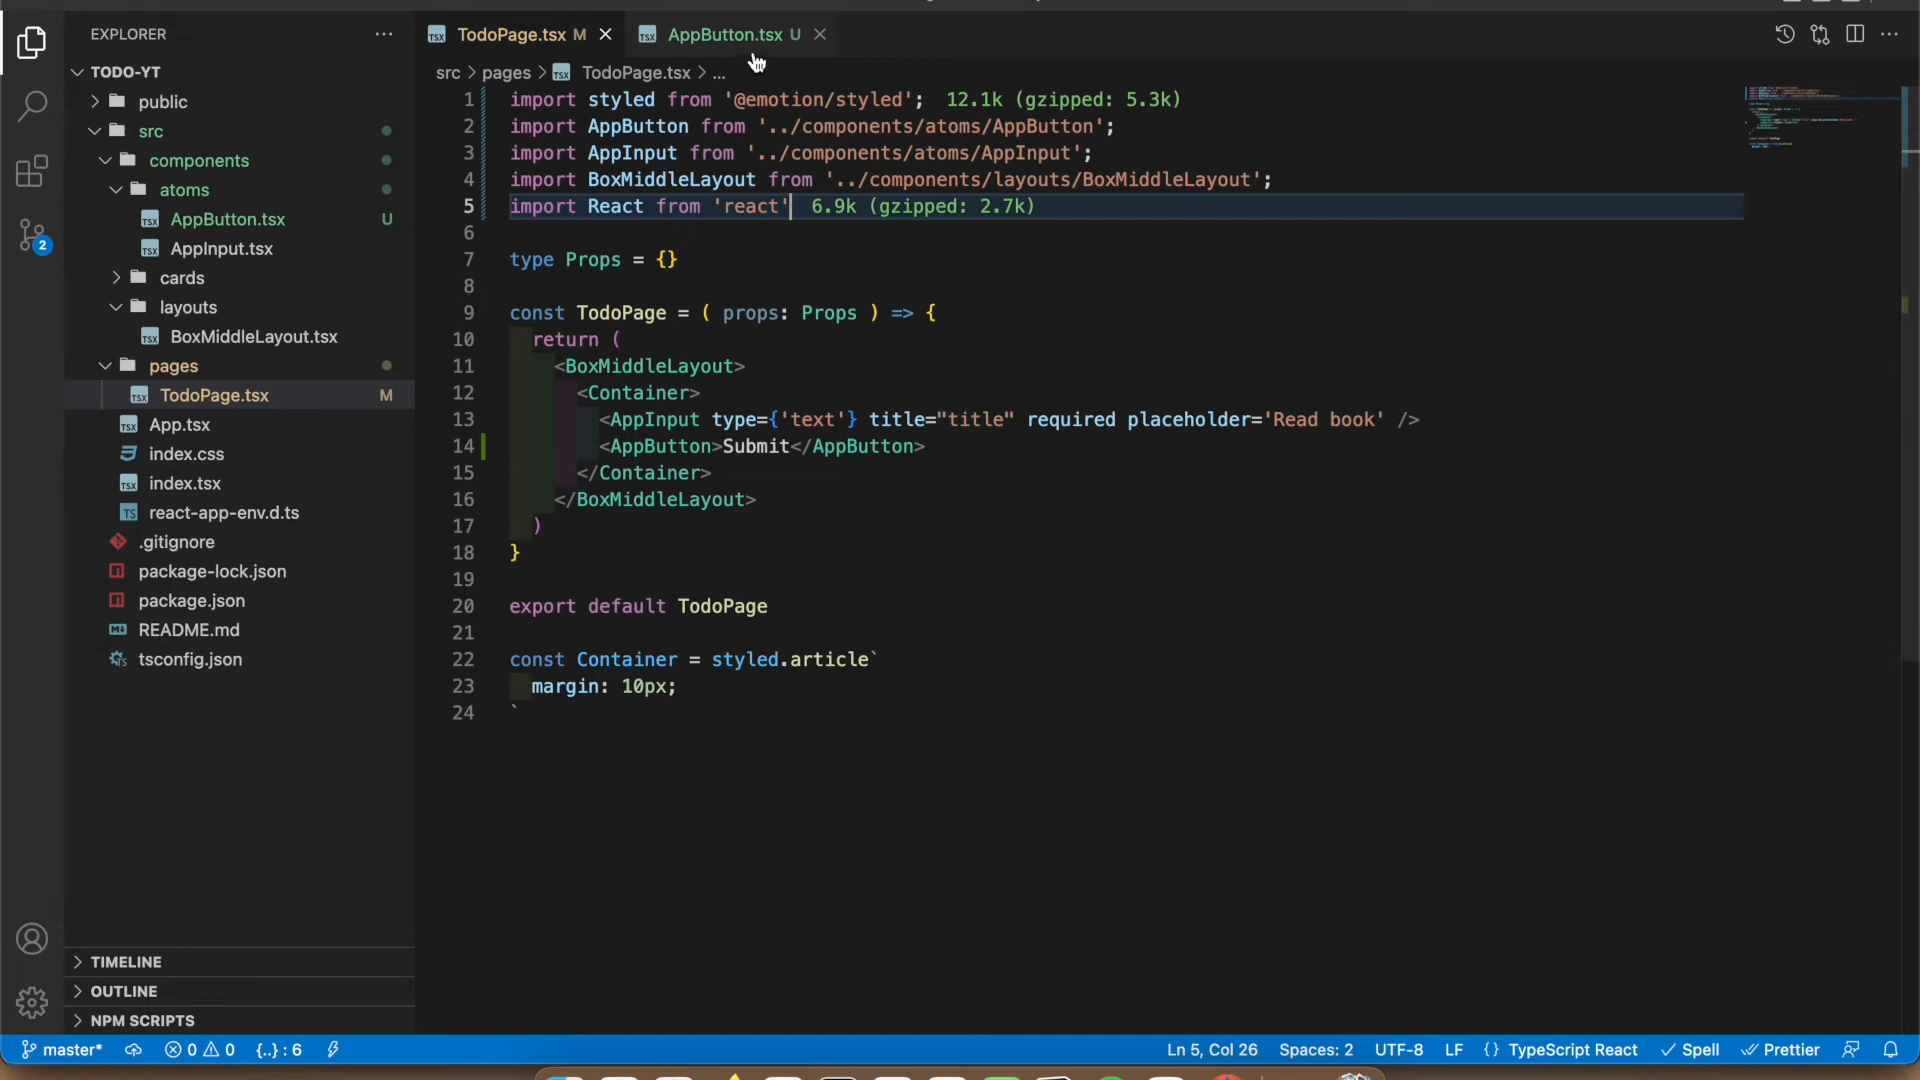 EXPLORER
TODO-YT
public
src
components
atoms
AppButton.tsx U
AppInput.tsx
cards
layouts
BoxMiddleLayout.tsx
pages
TodoPage.tsx M
App.tsx
index.css
index.tsx
react-app-env.d.ts
.gitignore
package-lock.json
package.json
README.md
tsconfig.json
TIMELINE
OUTLINE
NPM SCRIPTS
2
TodoPage.tsx M
AppButton.tsx U
src > pages > TodoPage.tsx > ...
1 import styled from '@emotion/styled'; 12.1k (gzipped: 5.3k)
2 import AppButton from '../components/atoms/AppButton';
3 import AppInput from '../components/atoms/AppInput';
4 import BoxMiddleLayout from '../components/layouts/BoxMiddleLayout';
5 import React from 'react' 6.9k (gzipped: 2.7k)
6
7 type Props = {}
8
9 const TodoPage = ( props: Props ) => {
10 return (
11 <BoxMiddleLayout>
12 <Container>
13 <AppInput type={'text'} title="title" required placeholder='Read book' />
14 <AppButton>Submit</AppButton>
15 </Container>
16 </BoxMiddleLayout>
17 )
18 }
19
20 export default TodoPage
21
22 const Container = styled.article`
23 margin: 10px;
24 `
master* 0 0 {..} : 6 Ln 5, Col 26 Spaces: 2 UTF-8 LF {} TypeScript React Spell Prettier